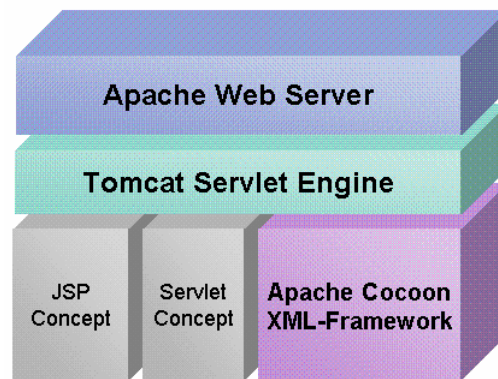 Apache Web Server
Tomcat Servlet Engine
JSP
Concept
Servlet
Concept
Apache Cocoon
XML-Framework